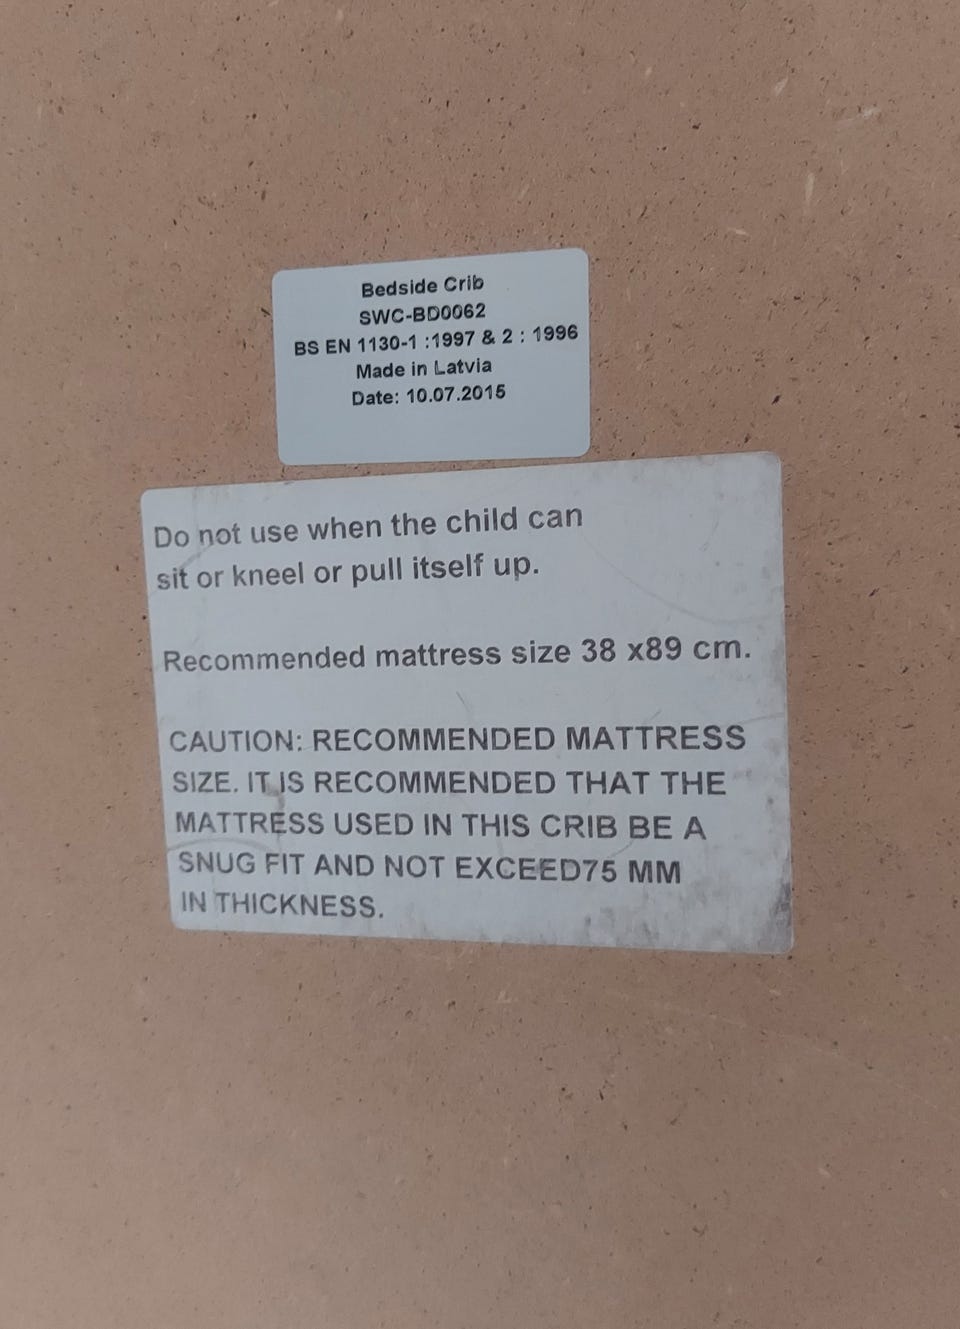 Bedside Crib
SWC-BD0062
BS EN 1130-1 :1997 & 2 : 1996
Made in Latvia
Date: 10.07.2015
Do not use when the child can
sit or kneel or pull itself up.
Recommended mattress size 38 x89 cm.
CAUTION: RECOMMENDED MATTRESS
SIZE. IT IS RECOMMENDED THAT THE
MATTRESS USED IN THIS CRIB BE A
SNUG FIT AND NOT EXCEED75 MM
IN THICKNESS.